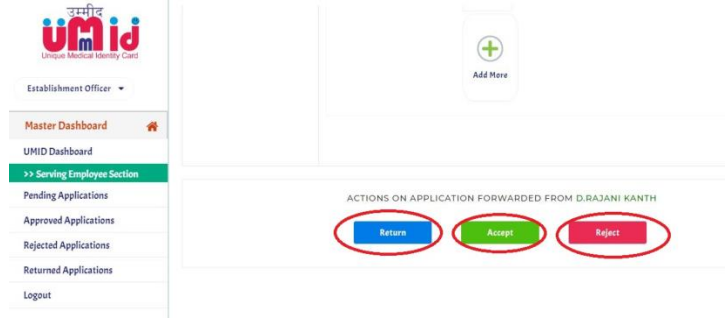 उम्मीद
UMid
Unique Medical Identity Card
Establishment Officer
Master Dashboard
UMID Dashboard
>> Serving Employee Section
Pending Applications
Approved Applications
Rejected Applications
Returned Applications
Logout
Add More
ACTIONS ON APPLICATION FORWARDED FROM D.RAJANI KANTH
Return Accept Reject